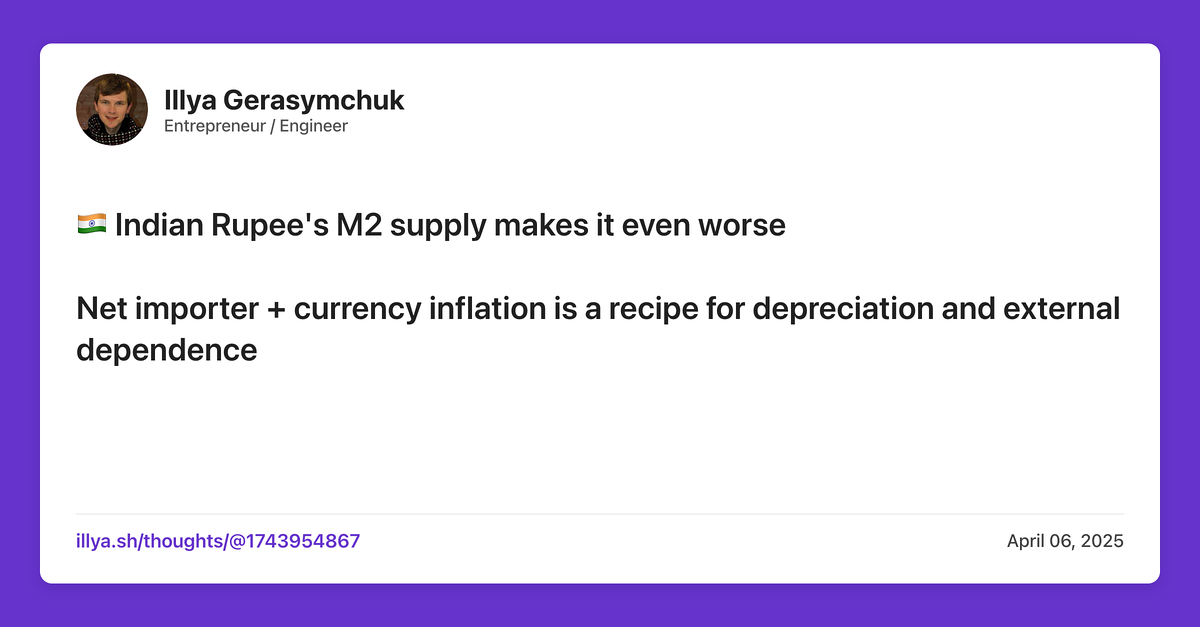 Illya Gerasymchuk
Entrepreneur / Engineer
🇮🇳 Indian Rupee's M2 supply makes it even worse
Net importer + currency inflation is a recipe for depreciation and external
dependence
illya.sh/thoughts/@1743954867
April 06, 2025